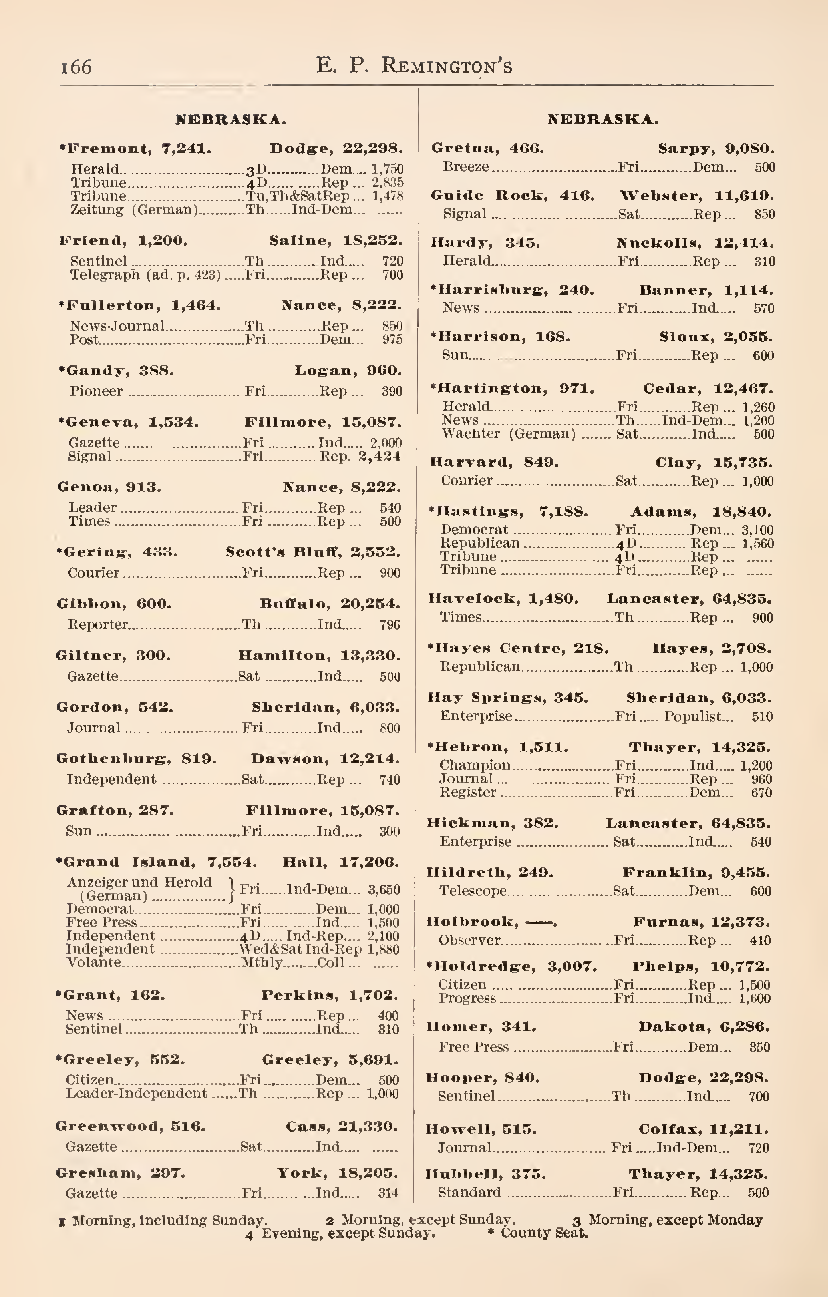 166 E. P. Remington's
NEBRASKA.
*Fremont, 7,241. Dodge, 22,298.
Herald 3D Dem 1,750
Tribune 4D Rep 2,835
Tribune Tu,Th&Sat Rep 1,478
Zeitung (German) Th Ind-Dem
Friend, 1,200. Saline, 18,252.
Sentinel Th Ind 720
Telegraph (ad. p. 423) Fri Rep 700
*Fullerton, 1,464. Nance, 8,222.
News-Journal Th Rep 850
Post Fri Dem 975
*Gandy, 388. Logan, 960.
Pioneer Fri Rep 390
*Geneva, 1,534. Fillmore, 15,087.
Gazette Fri Ind 2,000
Signal Fri Rep. 2,424
Genoa, 913. Nance, 8,222.
Leader Fri Rep 540
Times Fri Rep 500
*Gering, 433. Scott's Bluff, 2,552.
Courier Fri Rep 900
Gibbon, 600. Buffalo, 20,254.
Reporter Th Ind 796
Giltner, 300. Hamilton, 13,330.
Gazette Sat Ind 500
Gordon, 542. Sheridan, 6,033.
Journal Fri Ind 800
Gothenburg, 819. Dawson, 12,214.
Independent Sat Rep 740
Grafton, 287. Fillmore, 15,087.
Sun Fri Ind 300
*Grand Island, 7,554. Hall, 17,206.
Anzeiger und Herold
(German) } Fri Ind-Dem 3,650
Democrat Fri Dem 1,000
Free Press Fri Ind 1,500
Independent 4D Ind-Rep 2,100
Independent Wed&Sat Ind-Rep 1,880
Volante Mthly Coll
*Grant, 162. Perkins, 1,702.
News Fri Rep 400
Sentinel Th Ind 310
*Greeley, 552. Greeley, 5,691.
Citizen Fri Dem 500
Leader-Independent Th Rep 1,000
Greenwood, 516. Cass, 21,330.
Gazette Sat Ind
Gresham, 297. York, 18,205.
Gazette Fri Ind 314
NEBRASKA.
Gretna, 466. Sarpy, 9,080.
Breeze Fri Dem 500
Guide Rock, 416. Webster, 11,619.
Signal Sat Rep 850
Hardy, 345. Nuckolls, 12,414.
Herald Fri Rep 310
*Harrisburg, 240. Banner, 1,114.
News Fri Ind 570
*Harrison, 168. Sioux, 2,055.
Sun Fri Rep 600
*Hartington, 971. Cedar, 12,467.
Herald Fri Rep 1,260
News Th Ind-Dem 1,200
Wachter (German) Sat Ind 500
Harvard, 849. Clay, 15,735.
Courier Sat Rep 1,000
*Hastings, 7,188. Adams, 18,840.
Democrat Fri Dem 3,100
Republican 4D Rep 1,560
Tribune 4D Rep
Tribune Fri Rep
Havelock, 1,480. Lancaster, 64,835.
Times Th Rep 900
*Hayes Centre, 218. Hayes, 2,708.
Republican Th Rep 1,000
Hay Springs, 345. Sheridan, 6,033.
Enterprise Fri Populist 510
*Hebron, 1,511. Thayer, 14,325.
Champion Fri Ind 1,200
Journal Fri Rep 960
Register Fri Dem 670
Hickman, 382. Lancaster, 64,835.
Enterprise Sat Ind 540
Hildreth, 249. Franklin, 9,455.
Telescope Sat Dem 600
Holbrook, ——. Furnas, 12,373.
Observer Fri Rep 410
*Holdredge, 3,007. Phelps, 10,772.
Citizen Fri Rep 1,500
Progress Fri Ind 1,600
Homer, 341. Dakota, 6,286.
Free Press Fri Dem 350
Hooper, 840. Dodge, 22,298.
Sentinel Th Ind 700
Howell, 515. Colfax, 11,211.
Journal Fri Ind-Dem 720
Hubbell, 375. Thayer, 14,325.
Standard Fri Rep 500
1 Morning, including Sunday. 2 Morning, except Sunday. 3 Morning, except Monday
4 Evening, except Sunday. * County Seat.